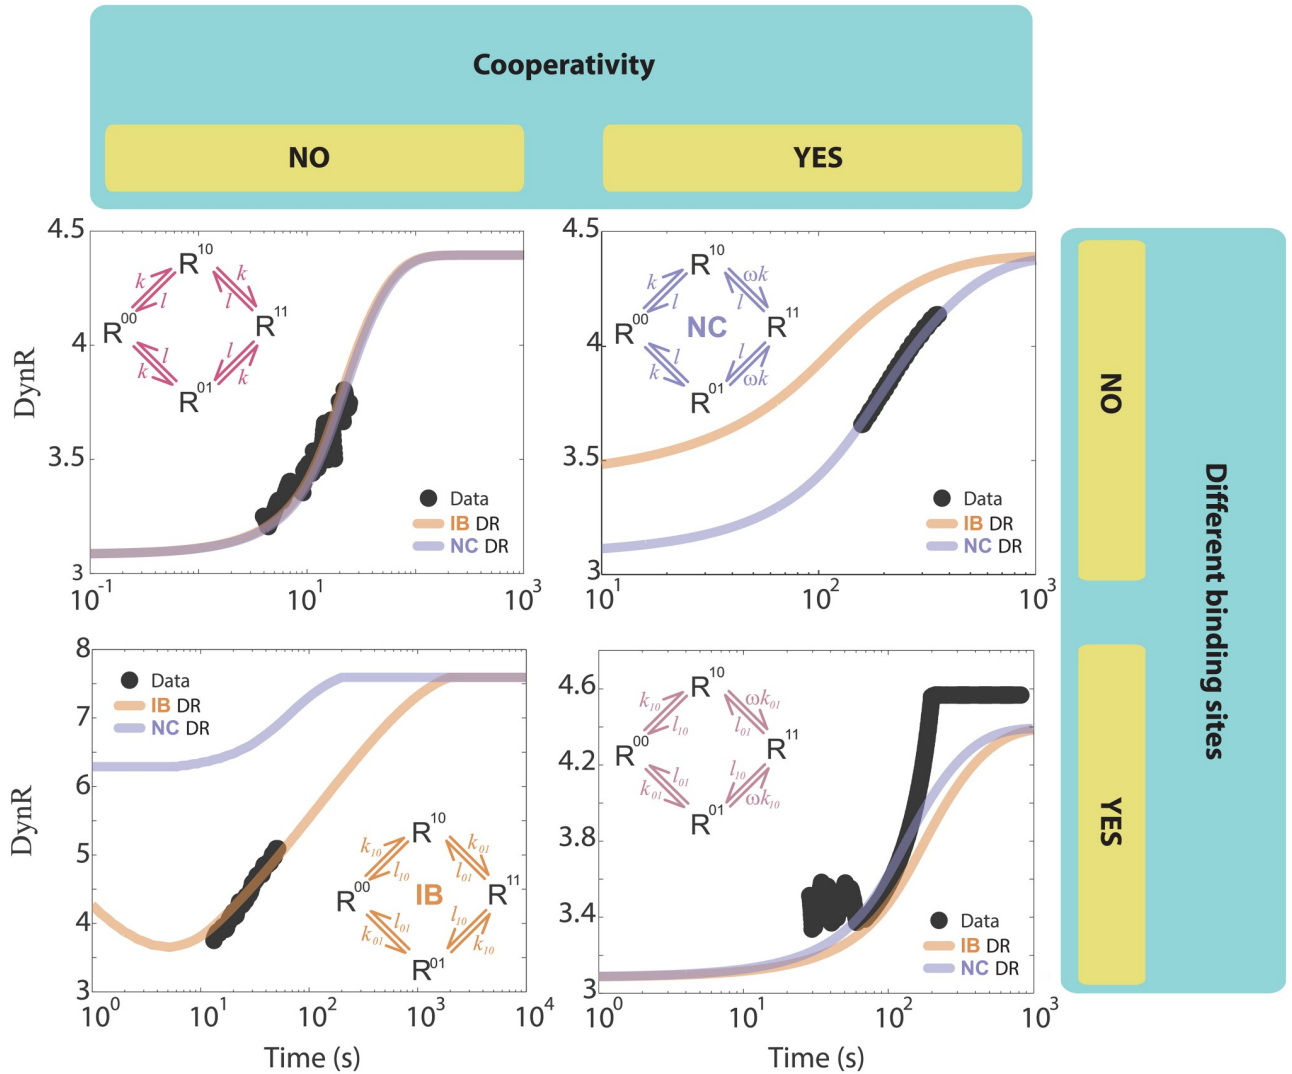 Cooperativity
NO YES
4.5
4
3.5
3
DynR
10⁻¹ 10¹ 10³
R¹⁰
R⁰⁰ R¹¹
R⁰¹
k l k l
k l l k
Data
IB DR
NC DR
4.5
4
3.5
3
10¹ 10² 10³
R¹⁰
R⁰⁰ NC R¹¹
R⁰¹
k l ωk l
k l l ωk
Data
IB DR
NC DR
NO
YES
Different binding sites
8
7
6
5
4
3
DynR
10⁰ 10¹ 10² 10³ 10⁴
Time (s)
Data
IB DR
NC DR
R¹⁰
R⁰⁰ IB R¹¹
R⁰¹
k₁₀ l₁₀ k₀₁ l₀₁
k₀₁ l₀₁ l₁₀ k₁₀
4.6
4.2
3.8
3.4
3
10⁰ 10¹ 10² 10³
Time (s)
R¹⁰
R⁰⁰ R¹¹
R⁰¹
k₁₀ l₁₀ ωk₀₁ l₀₁
k₀₁ l₀₁ l₁₀ ωk₁₀
Data
IB DR
NC DR